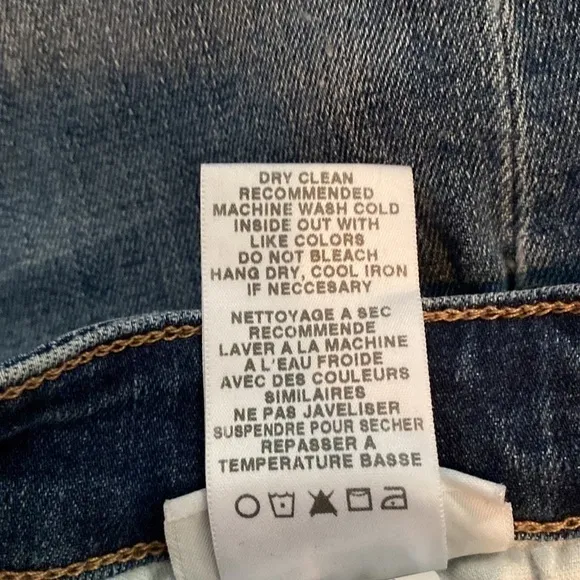 DRY CLEAN
RECOMMENDED
MACHINE WASH COLD
INSIDE OUT WITH
LIKE COLORS
DO NOT BLEACH
HANG DRY, COOL IRON
IF NECCESARY
NETTOYAGE A SEC
RECOMMENDE
LAVER A LA MACHINE
A L'EAU FROIDE
AVEC DES COULEURS
SIMILAIRES
NE PAS JAVELISER
SUSPENDRE POUR SECHER
REPASSER A
TEMPERATURE BASSE